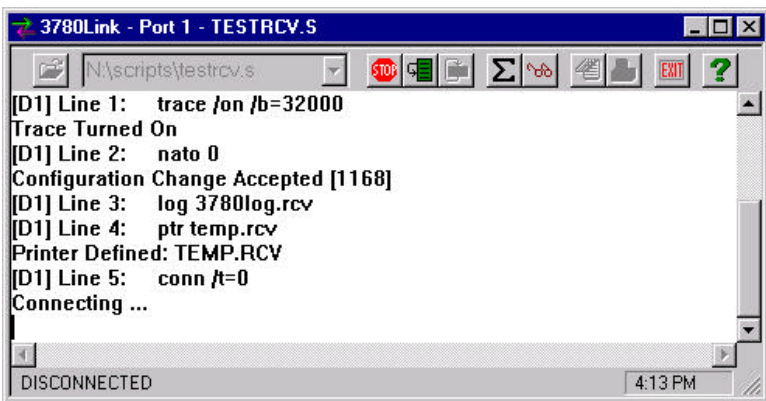 3780Link - Port 1 - TESTRCV.S
N:\scripts\testrcv.s
STOP
Σ
EXIT
?
[D1] Line 1: trace /on /b=32000
Trace Turned On
[D1] Line 2: nato 0
Configuration Change Accepted [1168]
[D1] Line 3: log 3780log.rcv
[D1] Line 4: ptr temp.rcv
Printer Defined: TEMP.RCV
[D1] Line 5: conn /t=0
Connecting ...
DISCONNECTED
4:13 PM